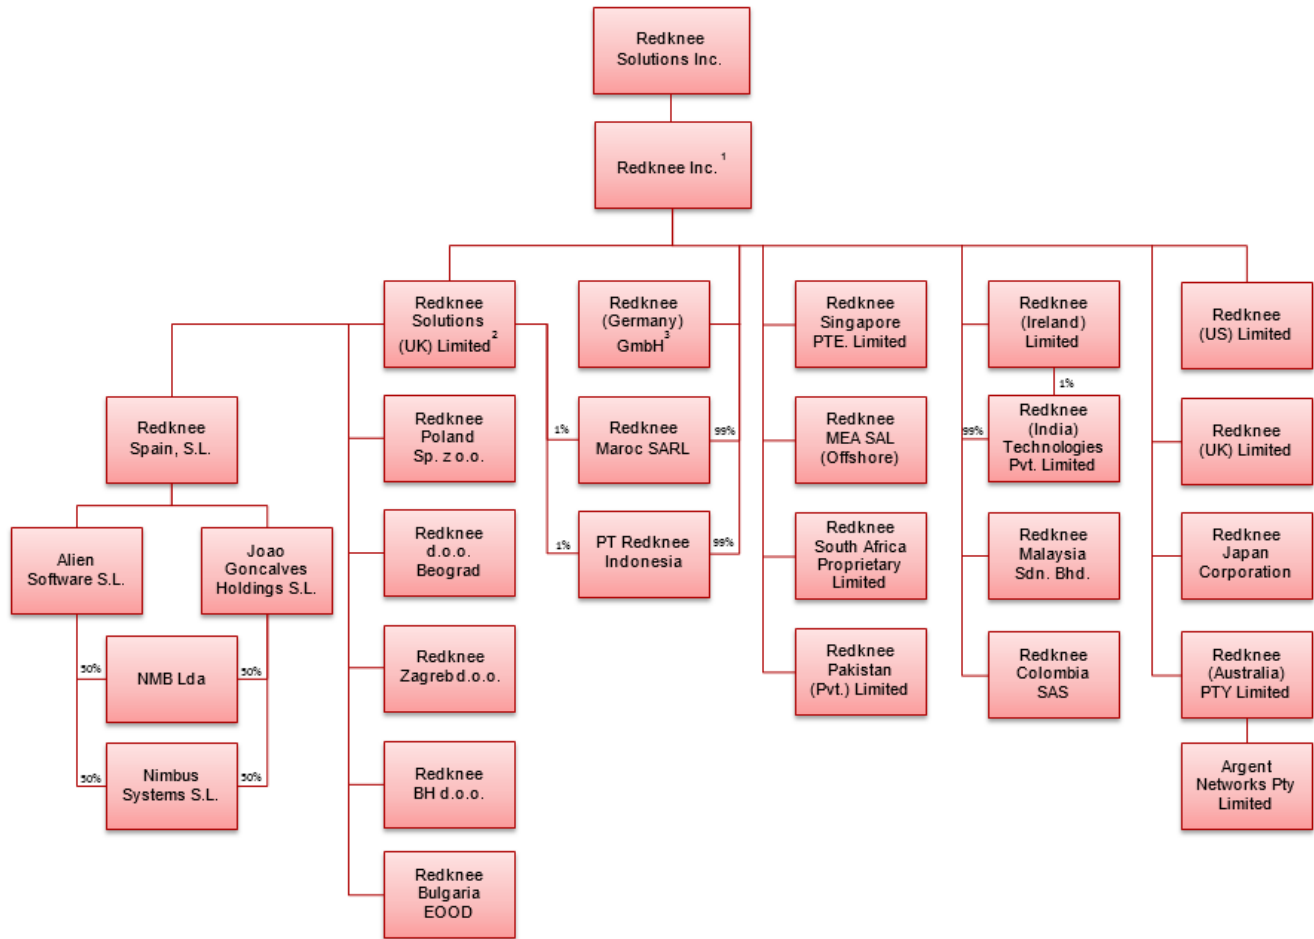 Redknee
Solutions Inc.
Redknee Inc. 1
Redknee
Solutions
(UK) Limited2
Redknee
(Germany)
GmbH3
Redknee
Singapore
PTE. Limited
Redknee
(Ireland)
Limited
Redknee
(US) Limited
1%
Redknee
Spain, S.L.
Redknee
Poland
Sp. z o.o.
1%
Redknee
Maroc SARL
99%
Redknee
MEA SAL
(Offshore)
99%
Redknee
(India)
Technologies
Pvt. Limited
Redknee
(UK) Limited
Alien
Software S.L.
Joao
Goncalves
Holdings S.L.
Redknee
d.o.o.
Beograd
1%
PT Redknee
Indonesia
99%
Redknee
South Africa
Proprietary
Limited
Redknee
Malaysia
Sdn. Bhd.
Redknee
Japan
Corporation
50%
NMB Lda
50%
Redknee
Zagreb d.o.o.
Redknee
Pakistan
(Pvt.) Limited
Redknee
Colombia
SAS
Redknee
(Australia)
PTY Limited
50%
Nimbus
Systems S.L.
50%
Redknee
BH d.o.o.
Argent
Networks Pty
Limited
Redknee
Bulgaria
EOOD